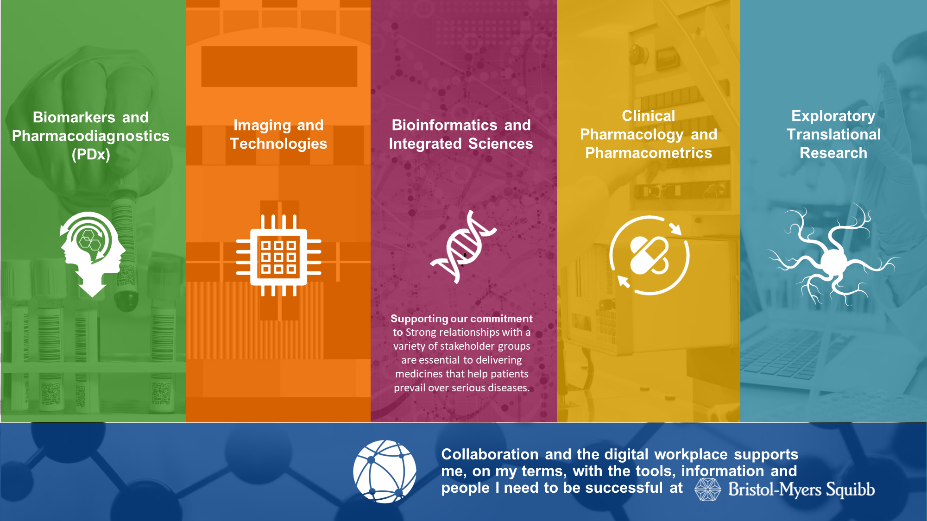 Biomarkers and
Pharmacodiagnostics
(PDx)
Imaging and
Technologies
Bioinformatics and
Integrated Sciences
Clinical
Pharmacology and
Pharmacometrics
Exploratory
Translational
Research
Supporting our commitment
to Strong relationships with a
variety of stakeholder groups
are essential to delivering
medicines that help patients
prevail over serious diseases.
Collaboration and the digital workplace supports
me, on my terms, with the tools, information and
people I need to be successful at Bristol-Myers Squibb